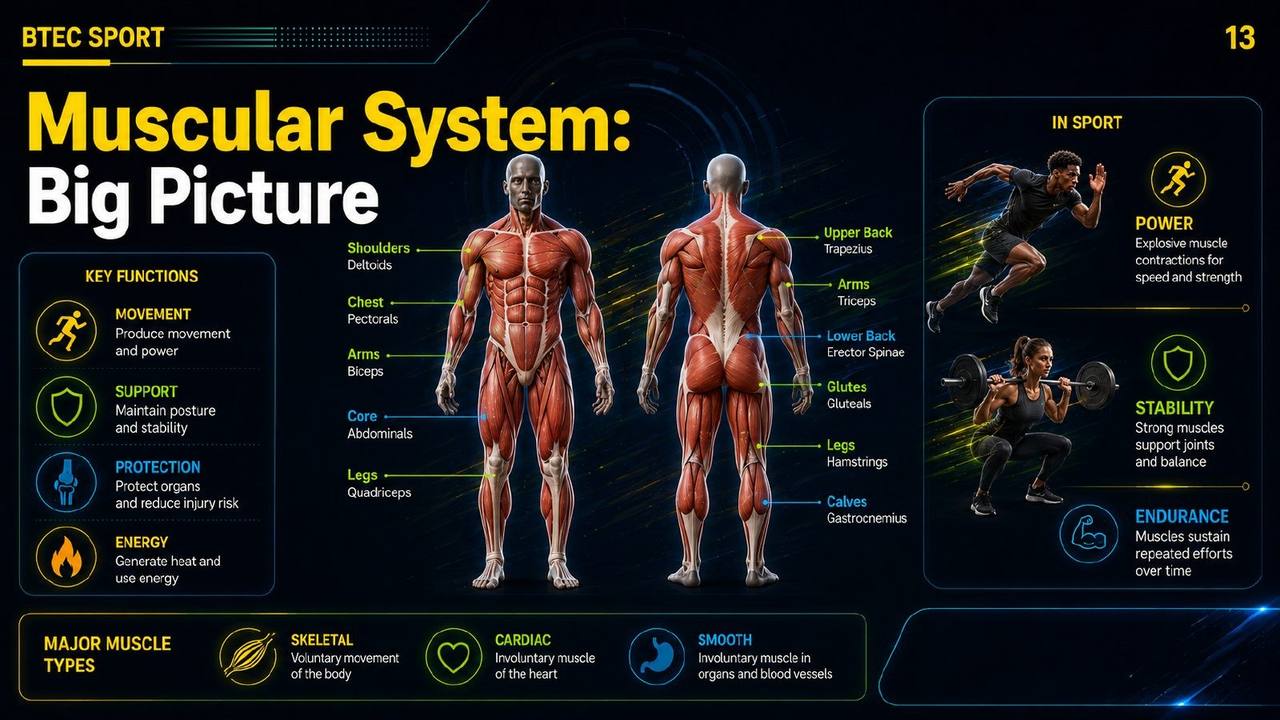 BTEC SPORT
13
Muscular System:
Big Picture
KEY FUNCTIONS
MOVEMENT
Produce movement
and power
SUPPORT
Maintain posture
and stability
PROTECTION
Protect organs
and reduce injury risk
ENERGY
Generate heat and
use energy
Shoulders
Deltoids
Chest
Pectorals
Arms
Biceps
Core
Abdominals
Legs
Quadriceps
Upper Back
Trapezius
Arms
Triceps
Lower Back
Erector Spinae
Glutes
Gluteals
Legs
Hamstrings
Calves
Gastrocnemius
IN SPORT
POWER
Explosive muscle
contractions for
speed and strength
STABILITY
Strong muscles
support joints
and balance
ENDURANCE
Muscles sustain
repeated efforts
over time
MAJOR MUSCLE
TYPES
SKELETAL
Voluntary movement
of the body
CARDIAC
Involuntary muscle
of the heart
SMOOTH
Involuntary muscle in
organs and blood vessels